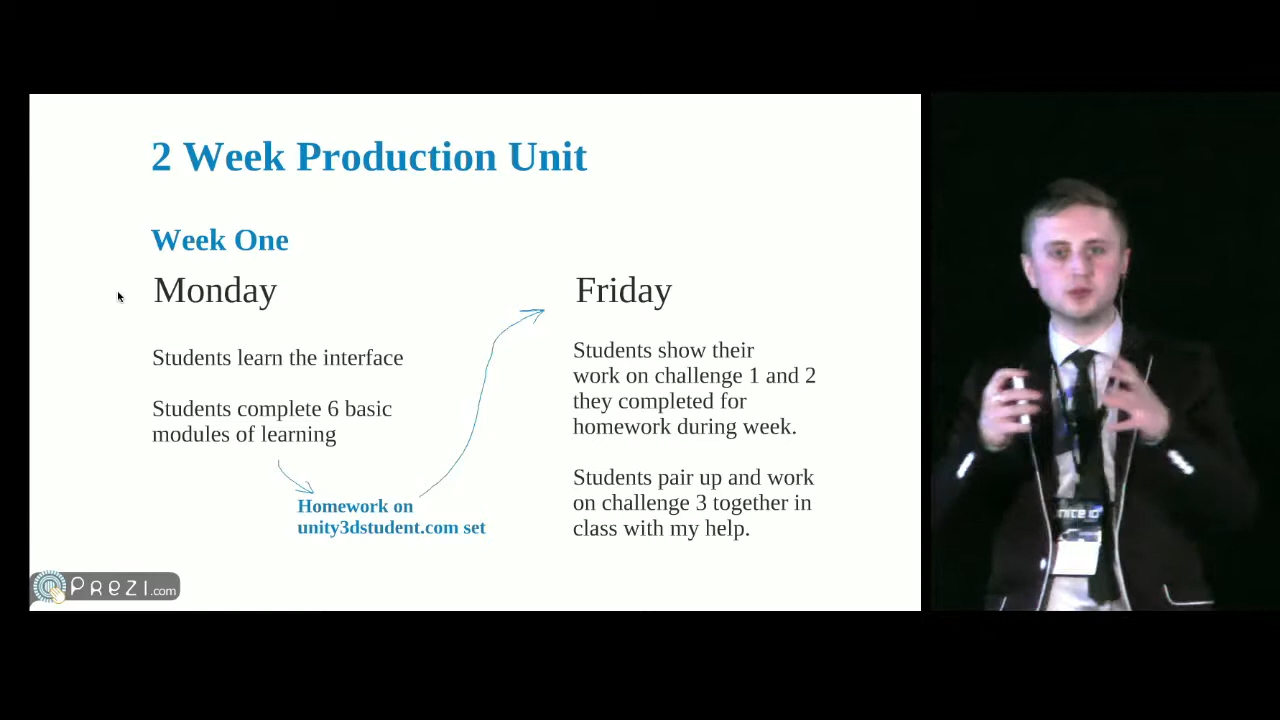 2 Week Production Unit
Week One
Monday
Students learn the interface
Students complete 6 basic
modules of learning
Homework on
unity3dstudent.com set
Friday
Students show their
work on challenge 1 and 2
they completed for
homework during week.
Students pair up and work
on challenge 3 together in
class with my help.
Prezi.com